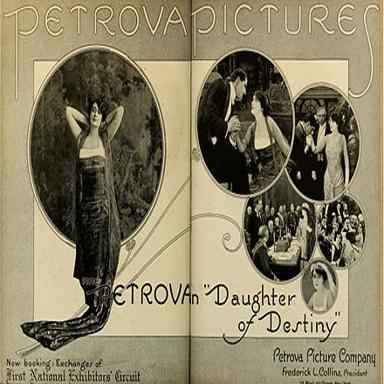 PETROVA PICTURES
PETROVA in "Daughter
of Destiny"
Now booking: Exchanges of
First National Exhibitors' Circuit
Petrova Picture Company
Frederick L. Collins, President